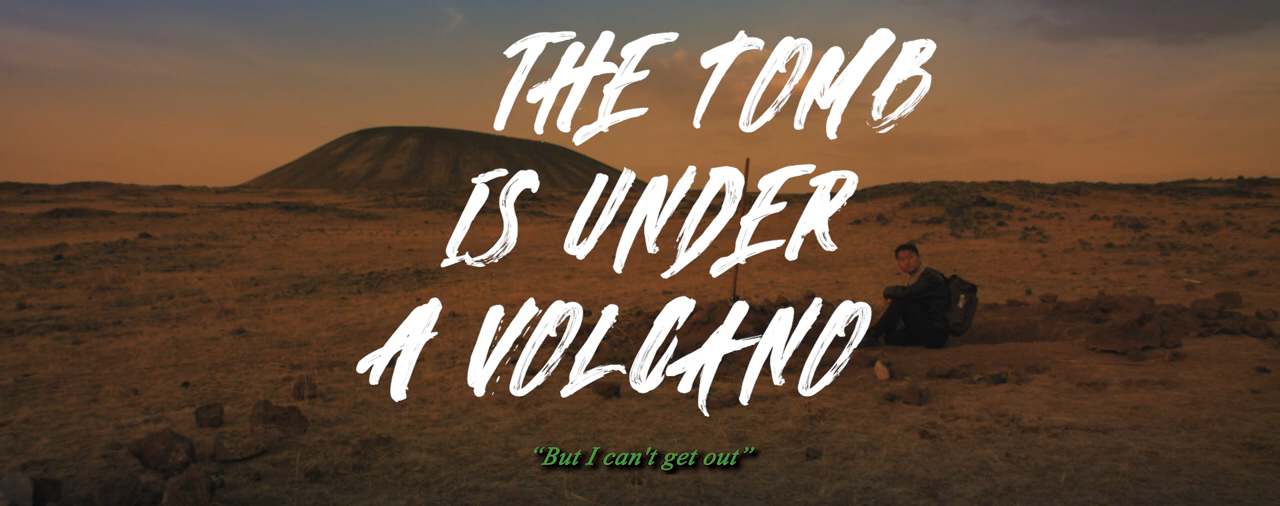 THE TOMB
IS UNDER
A VOLCANO
“But I can't get out”